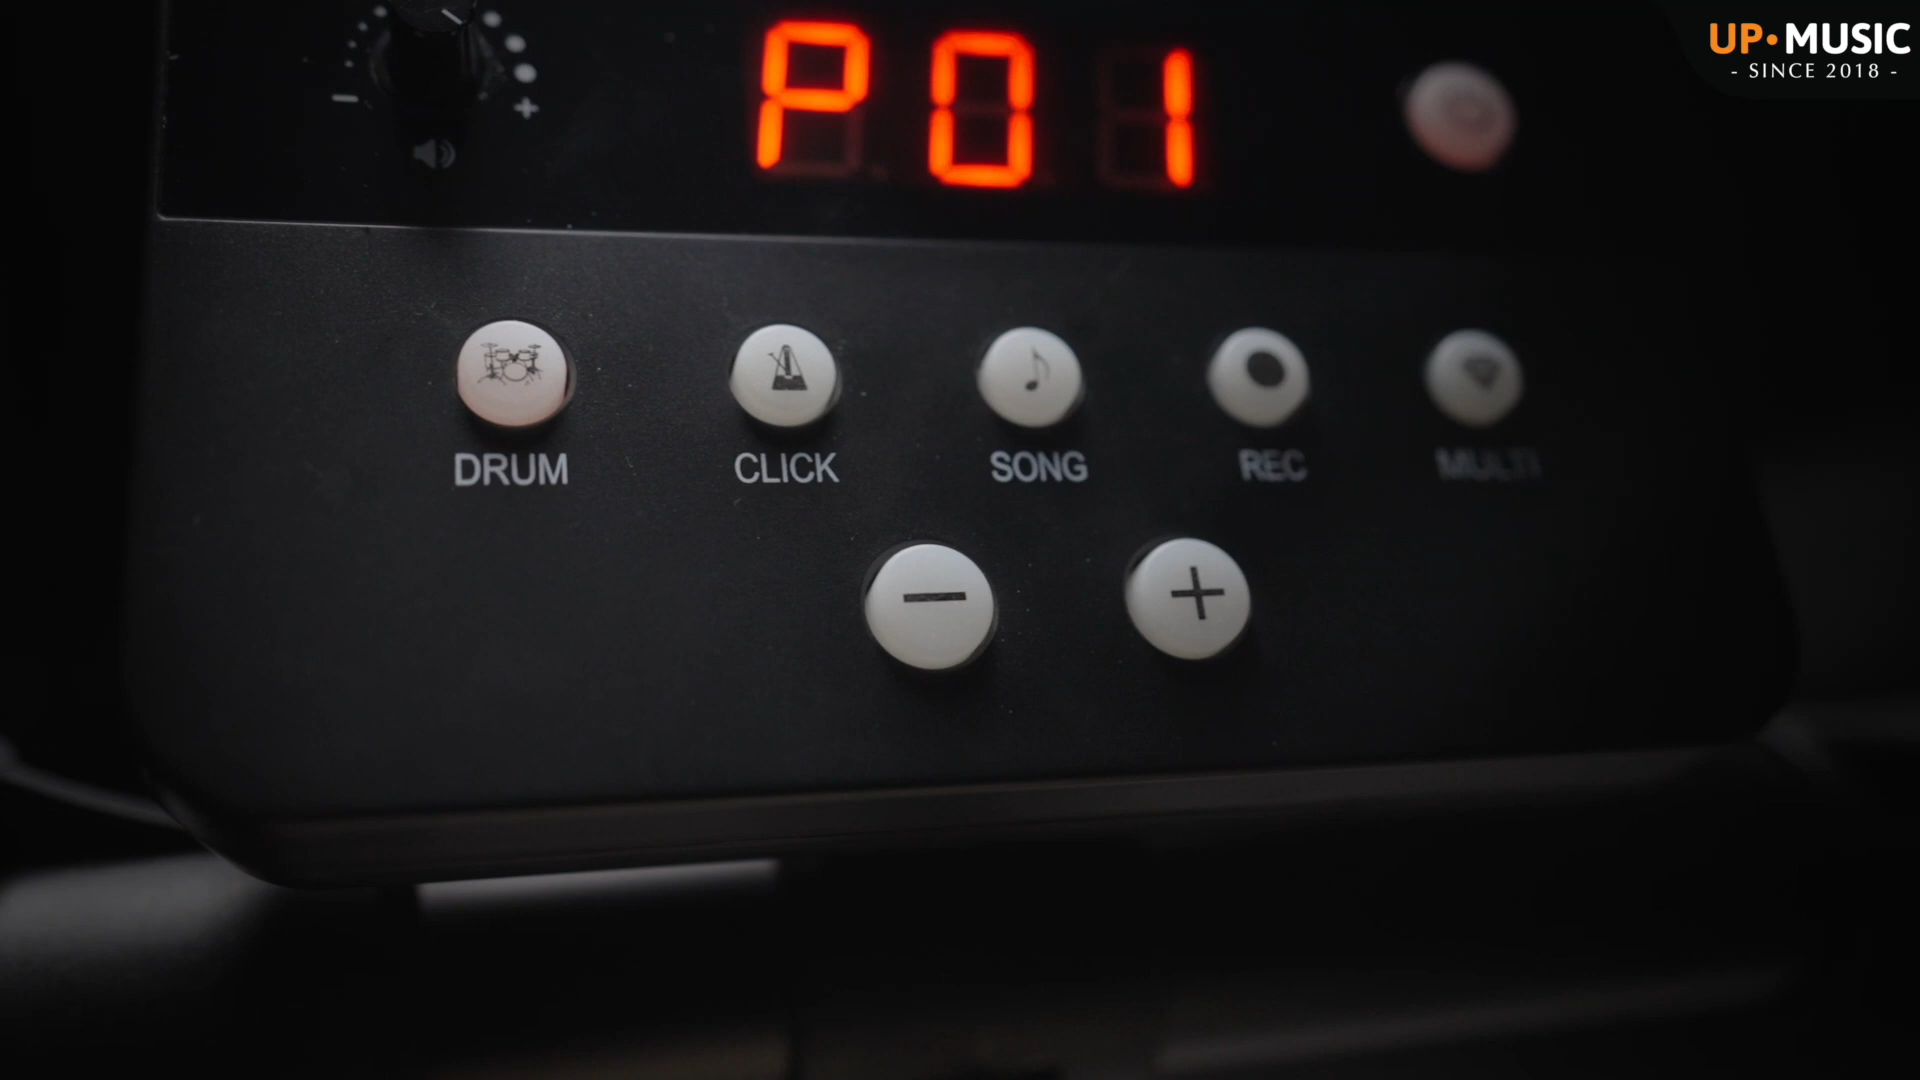 UP•MUSIC
- SINCE 2018 -
P01
DRUM CLICK SONG REC MULTI